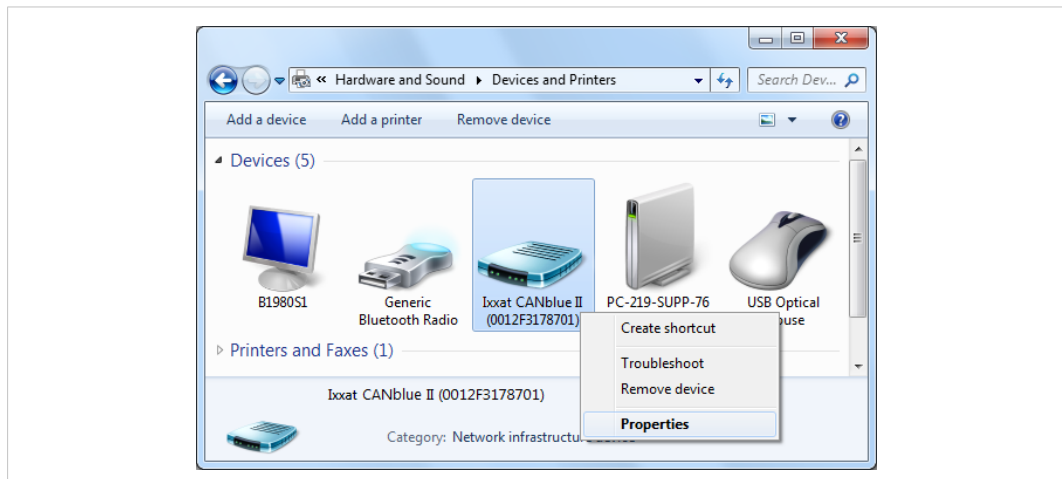 Hardware and Sound
Devices and Printers
Search Dev...
Add a device
Add a printer
Remove device
Devices (5)
B1980S1
Generic
Bluetooth Radio
Ixxat CANblue II
(0012F3178701)
PC-219-SUPP-76
USB Optical
Create shortcut
Troubleshoot
Remove device
Properties
Printers and Faxes (1)
Ixxat CANblue II (0012F3178701)
Category: Network